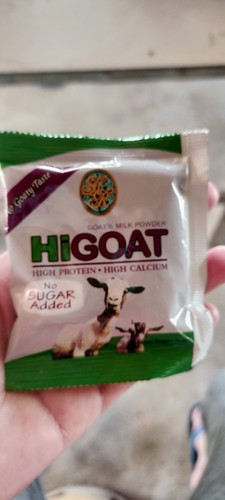 No Goaty Taste
GOAT'S MILK POWDER
HiGOAT
HIGH PROTEIN • HIGH CALCIUM
No
SUGAR
Added